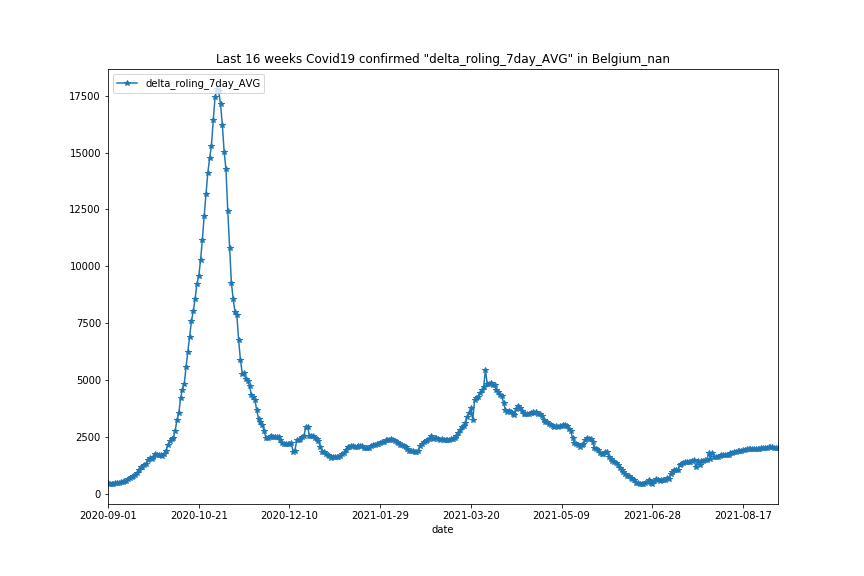 Last 16 weeks Covid19 confirmed "delta_roling_7day_AVG" in Belgium_nan
delta_roling_7day_AVG
17500
15000
12500
10000
7500
5000
2500
0
2020-09-01 2020-10-21 2020-12-10 2021-01-29 2021-03-20 2021-05-09 2021-06-28 2021-08-17
date